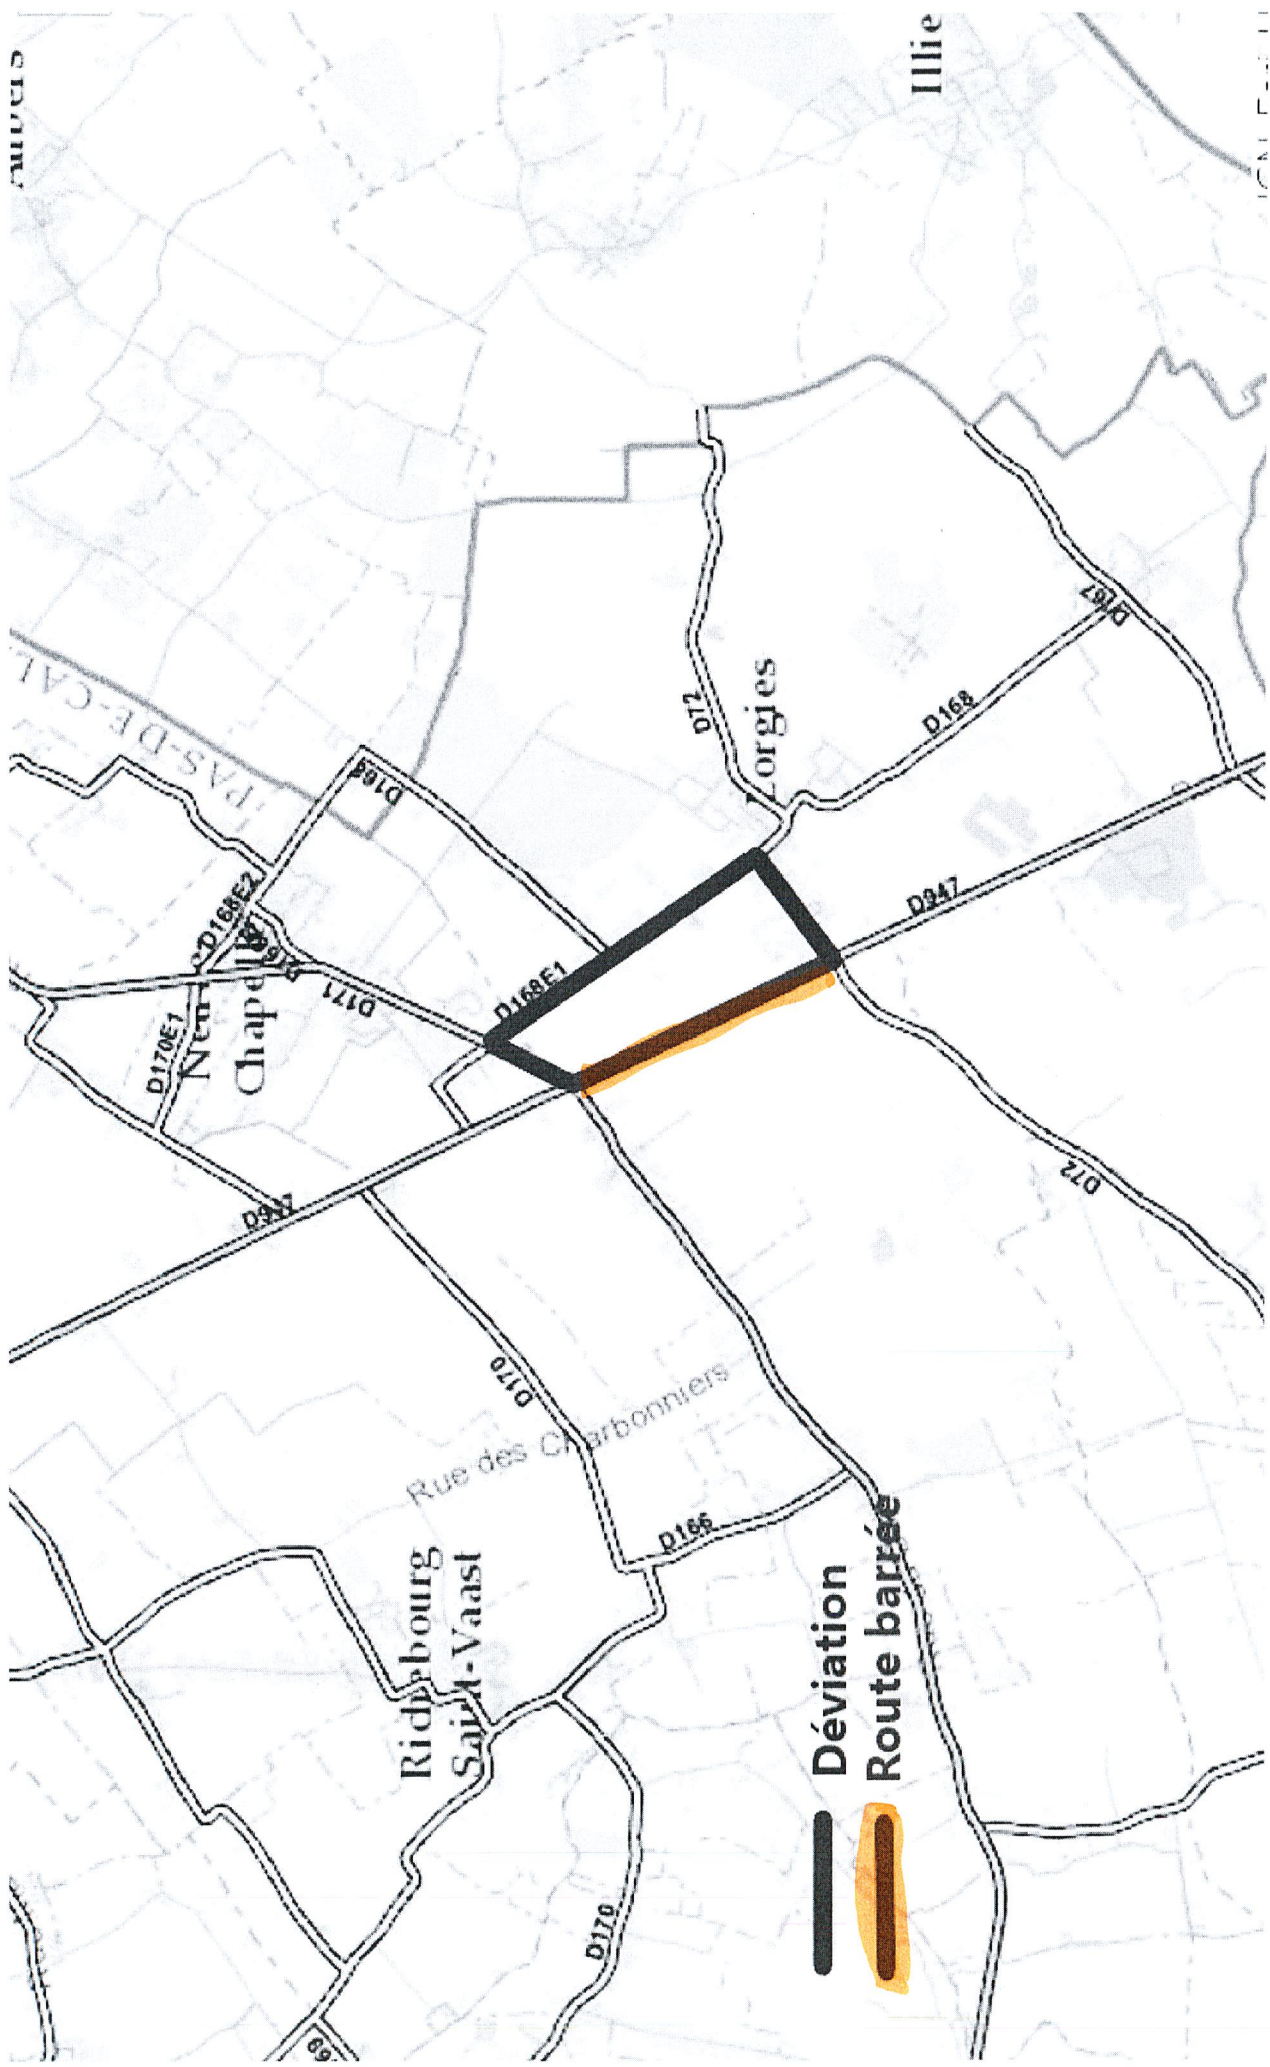 Illie
PAS-DE-CAL
D168E2
D170E1
Chapell
D171
D168E1
D72
Lorgies
D168
D167
D947
D947
D72
D170
Rue des Charbonniers
D166
Richebourg
Saint-Vaast
D170
Déviation
Route barrée